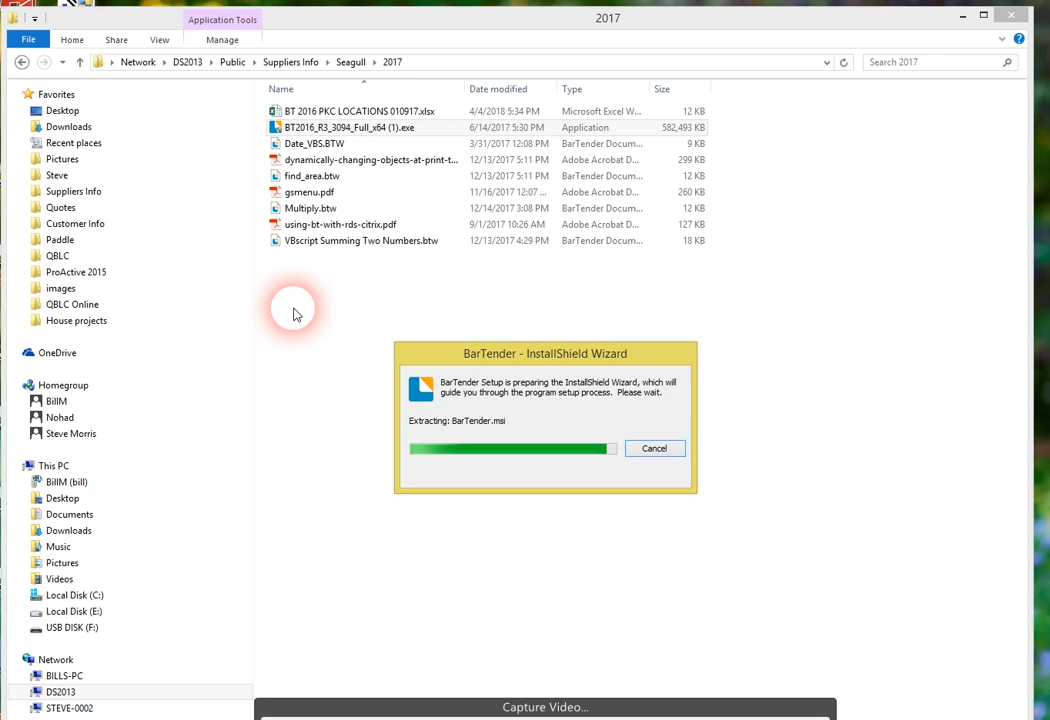 Application Tools
2017
File Home Share View Manage
Network DS2013 Public Suppliers Info Seagull 2017
Search 2017
Name Date modified Type Size
BT 2016 PKC LOCATIONS 010917.xlsx 4/4/2018 5:34 PM Microsoft Excel W... 12 KB
BT2016_R3_3094_Full_x64 (1).exe 6/14/2017 5:30 PM Application 582,493 KB
Date_VBS.BTW 3/31/2017 12:08 PM BarTender Docum... 9 KB
dynamically-changing-objects-at-print-t... 12/13/2017 5:11 PM Adobe Acrobat D... 299 KB
find_area.btw 12/13/2017 5:11 PM BarTender Docum... 12 KB
gsmenu.pdf 11/16/2017 12:07 ... Adobe Acrobat D... 260 KB
Multiply.btw 12/14/2017 3:08 PM BarTender Docum... 12 KB
using-bt-with-rds-citrix.pdf 9/1/2017 10:26 AM Adobe Acrobat D... 127 KB
VBscript Summing Two Numbers.btw 12/13/2017 4:29 PM BarTender Docum... 18 KB
Favorites
Desktop
Downloads
Recent places
Pictures
Steve
Suppliers Info
Quotes
Customer Info
Paddle
QBLC
ProActive 2015
images
QBLC Online
House projects
OneDrive
Homegroup
BillM
Nohad
Steve Morris
This PC
BillM (bill)
Desktop
Documents
Downloads
Music
Pictures
Videos
Local Disk (C:)
Local Disk (E:)
USB DISK (F:)
Network
BILLS-PC
DS2013
STEVE-0002
BarTender - InstallShield Wizard
BarTender Setup is preparing the InstallShield Wizard, which will
guide you through the program setup process. Please wait.
Extracting: BarTender.msi
Cancel
Capture Video...